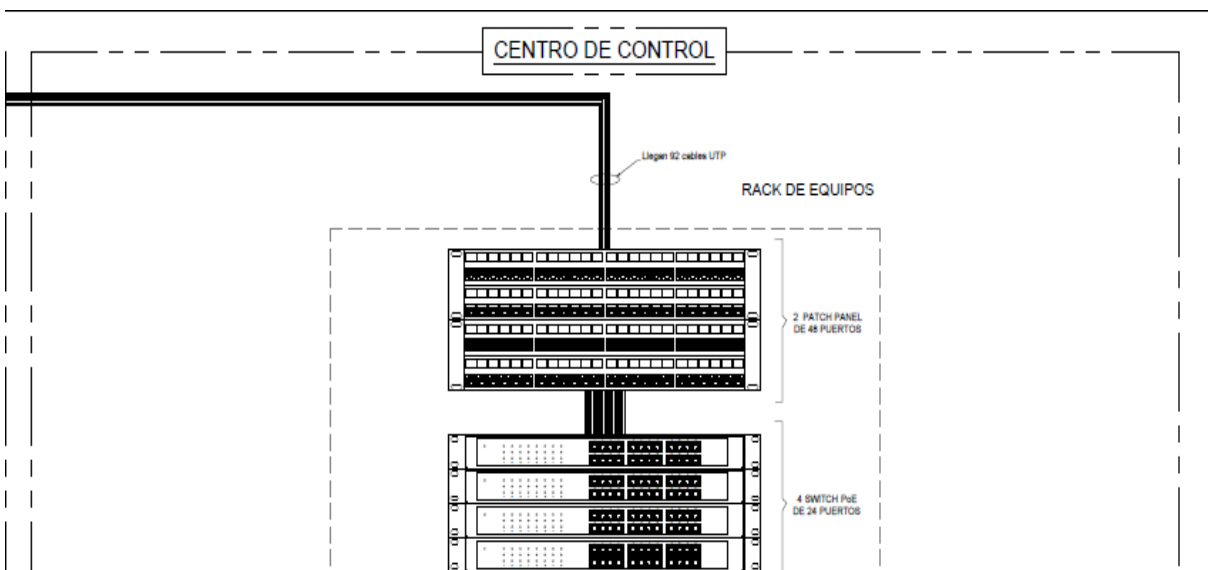 CENTRO DE CONTROL
Llegan 92 cables UTP
RACK DE EQUIPOS
2 PATCH PANEL
DE 48 PUERTOS
4 SWITCH PoE
DE 24 PUERTOS